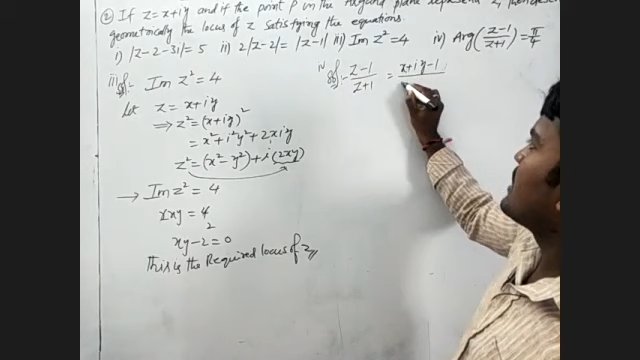 ② If Z=x+iy and if the point P in the Argand plane represent Z,
geometrically the locus of z satisfying the equations.
i) |z-2-3i|=5 ii) 2|z-2|=|z-1| iii) Im z²=4 iv) Arg(z-1/z+1)=π/4
iii) Sol:- Im z²=4
Let z=x+iy
⇒ z²=(x+iy)²
= x²+i²y²+2xiy
z²=(x²-y²)+i(2xy)
→ Im z²=4
2xy=4 2
xy-2=0
This is the Required locus of z,,
iv Sol:- z-1/z+1 = x+iy-1